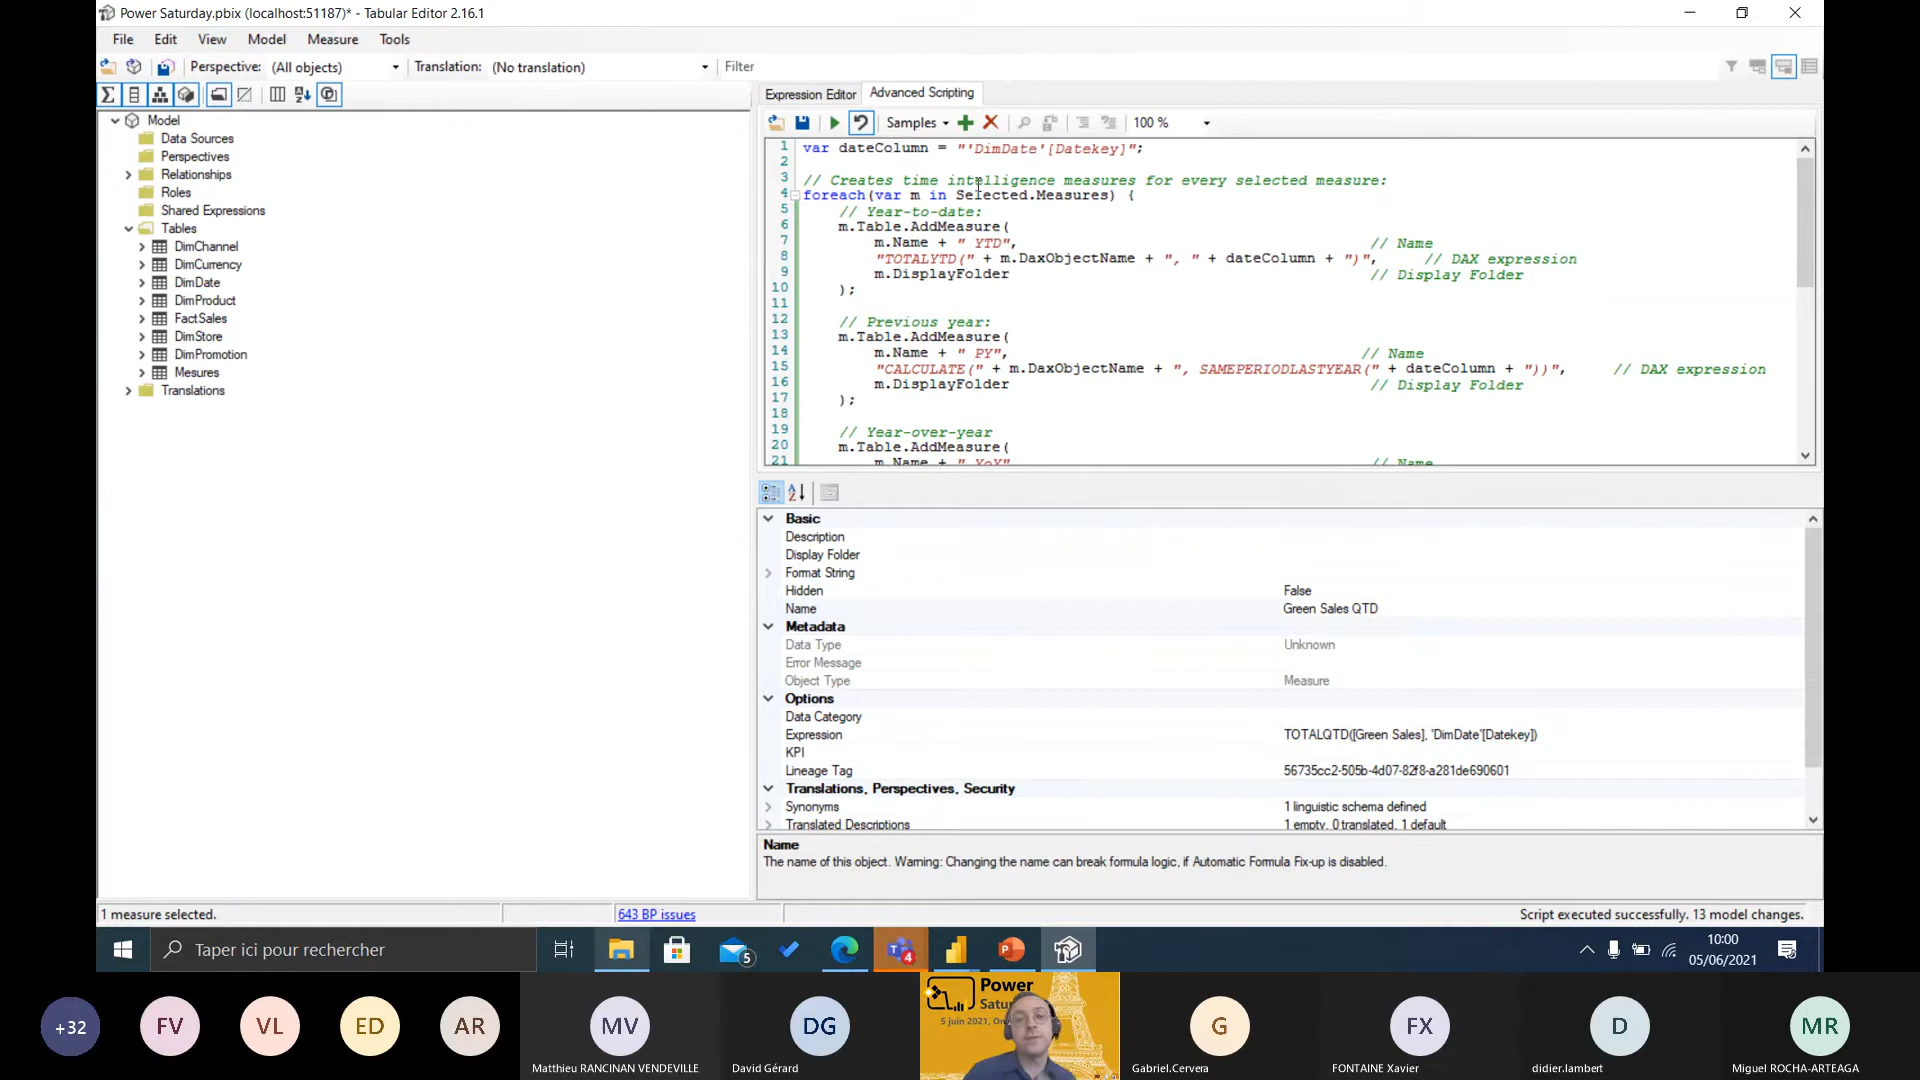 Power Saturday.pbix (localhost:51187)* - Tabular Editor 2.16.1
File Edit View Model Measure Tools
Perspective: (All objects) Translation: (No translation) Filter
Model
Data Sources
Perspectives
Relationships
Roles
Shared Expressions
Tables
DimChannel
DimCurrency
DimDate
DimProduct
FactSales
DimStore
DimPromotion
Mesures
Translations
Expression Editor Advanced Scripting
Samples 100 %
1 var dateColumn = "'DimDate'[Datekey]";
2
3 // Creates time intelligence measures for every selected measure:
4 foreach(var m in Selected.Measures) {
5 // Year-to-date:
6 m.Table.AddMeasure(
7 m.Name + " YTD", // Name
8 "TOTALYTD(" + m.DaxObjectName + ", " + dateColumn + ")", // DAX expression
9 m.DisplayFolder // Display Folder
10 );
11
12 // Previous year:
13 m.Table.AddMeasure(
14 m.Name + " PY", // Name
15 "CALCULATE(" + m.DaxObjectName + ", SAMEPERIODLASTYEAR(" + dateColumn + "))", // DAX expression
16 m.DisplayFolder // Display Folder
17 );
18
19 // Year-over-year
20 m.Table.AddMeasure(
21 m.Name + " YoY" // Name
Basic
Description
Display Folder
Format String
Hidden False
Name Green Sales QTD
Metadata
Data Type Unknown
Error Message
Object Type Measure
Options
Data Category
Expression TOTALQTD([Green Sales], 'DimDate'[Datekey])
KPI
Lineage Tag 56735cc2-505b-4d07-82f8-a281de690601
Translations, Perspectives, Security
Synonyms 1 linguistic schema defined
Translated Descriptions 1 empty, 0 translated, 1 default
Name
The name of this object. Warning: Changing the name can break formula logic, if Automatic Formula Fix-up is disabled.
1 measure selected. 643 BP issues Script executed successfully. 13 model changes.
Taper ici pour rechercher 5 4 10:00
05/06/2021
+32 FV VL ED AR MV DG G FX D MR
Power
Satu
5 juin 2021, On
Matthieu RANCINAN VENDEVILLE David Gérard Gabriel.Cervera FONTAINE Xavier didier.lambert Miguel ROCHA-ARTEAGA